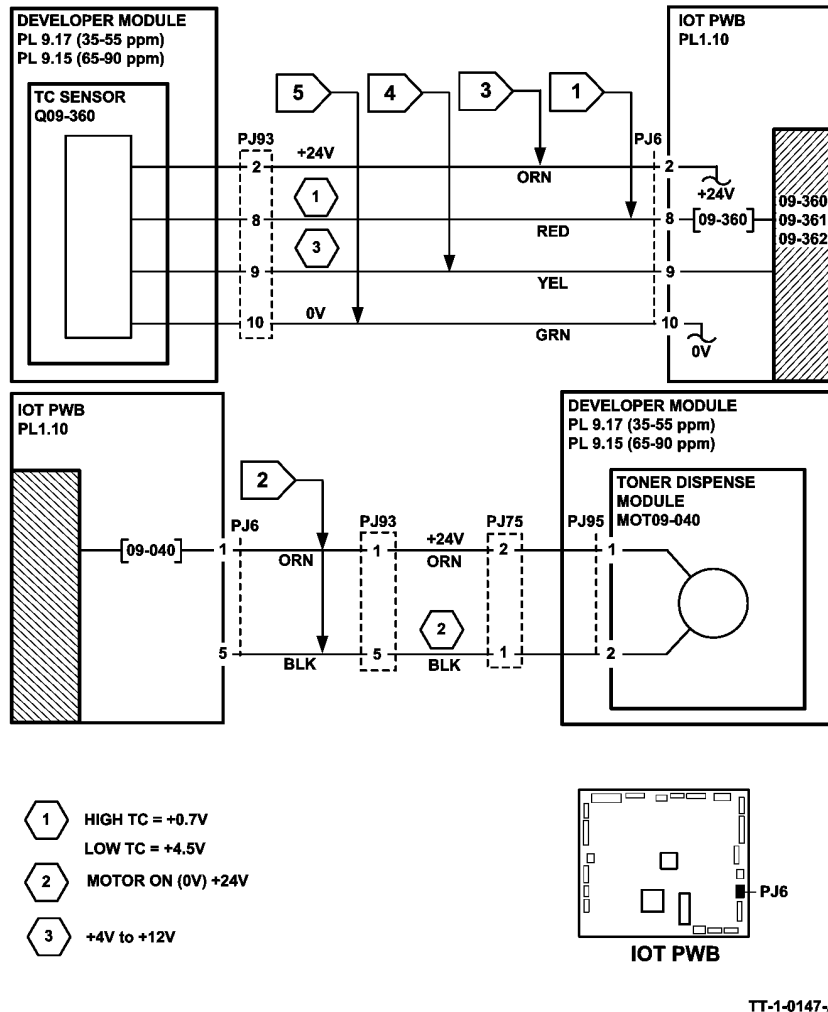 DEVELOPER MODULE
PL 9.17 (35-55 ppm)
PL 9.15 (65-90 ppm)
TC SENSOR
Q09-360
5
4
3
1
IOT PWB
PL1.10
PJ93
PJ6
2
+24V
ORN
2
+24V
1
8
RED
8
09-360
09-360
09-361
09-362
3
9
YEL
9
10
0V
GRN
10
0V
IOT PWB
PL1.10
DEVELOPER MODULE
PL 9.17 (35-55 ppm)
PL 9.15 (65-90 ppm)
TONER DISPENSE
MODULE
MOT09-040
2
PJ6
PJ93
PJ75
PJ95
09-040
1
ORN
1
+24V
ORN
2
1
5
BLK
5
2
BLK
1
2
1
HIGH TC = +0.7V
LOW TC = +4.5V
2
MOTOR ON (0V) +24V
3
+4V to +12V
PJ6
IOT PWB
TT-1-0147-